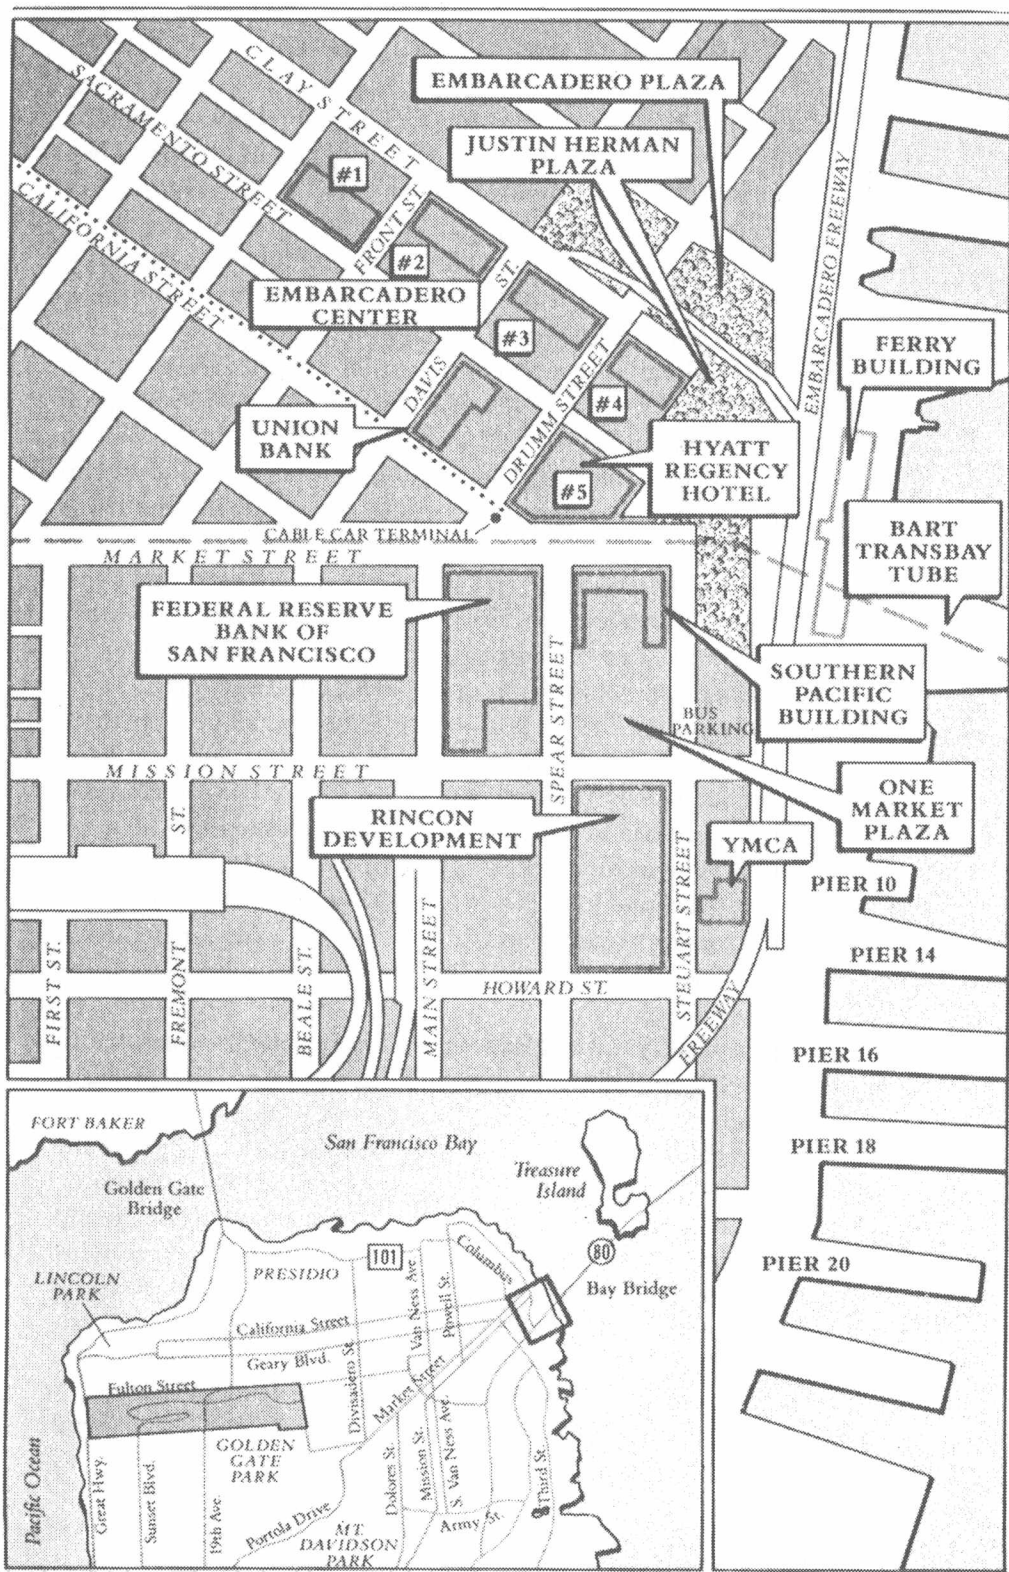 CLAY STREET
SACRAMENTO STREET
CALIFORNIA STREET
EMBARCADERO PLAZA
JUSTIN HERMAN
PLAZA
EMBARCADERO FREEWAY
#1
FRONT ST.
#2
EMBARCADERO
CENTER
#3
DAVIS
ST.
#4
DRUMM STREET
#5
FERRY
BUILDING
UNION
BANK
HYATT
REGENCY
HOTEL
CABLE CAR TERMINAL
BART
TRANSBAY
TUBE
MARKET STREET
FEDERAL RESERVE
BANK OF
SAN FRANCISCO
SPEAR STREET
SOUTHERN
PACIFIC
BUILDING
BUS
PARKING
MISSION STREET
ONE
MARKET
PLAZA
RINCON
DEVELOPMENT
YMCA
PIER 10
FIRST ST.
FREMONT
ST.
BEALE ST.
MAIN STREET
HOWARD ST.
STEUART STREET
FREEWAY
PIER 14
PIER 16
PIER 18
PIER 20
FORT BAKER
San Francisco Bay
Treasure
Island
Golden Gate
Bridge
101
80
Bay Bridge
LINCOLN
PARK
PRESIDIO
Columbus
Van Ness Ave
Powell St.
California Street
Geary Blvd.
Fulton Street
Divisadero St.
Market Street
GOLDEN
GATE
PARK
Pacific Ocean
Great Hwy.
Sunset Blvd.
19th Ave.
Portola Drive
MT.
DAVIDSON
PARK
Dolores St.
Mission St.
S. Van Ness Ave.
Army St.
Third St.